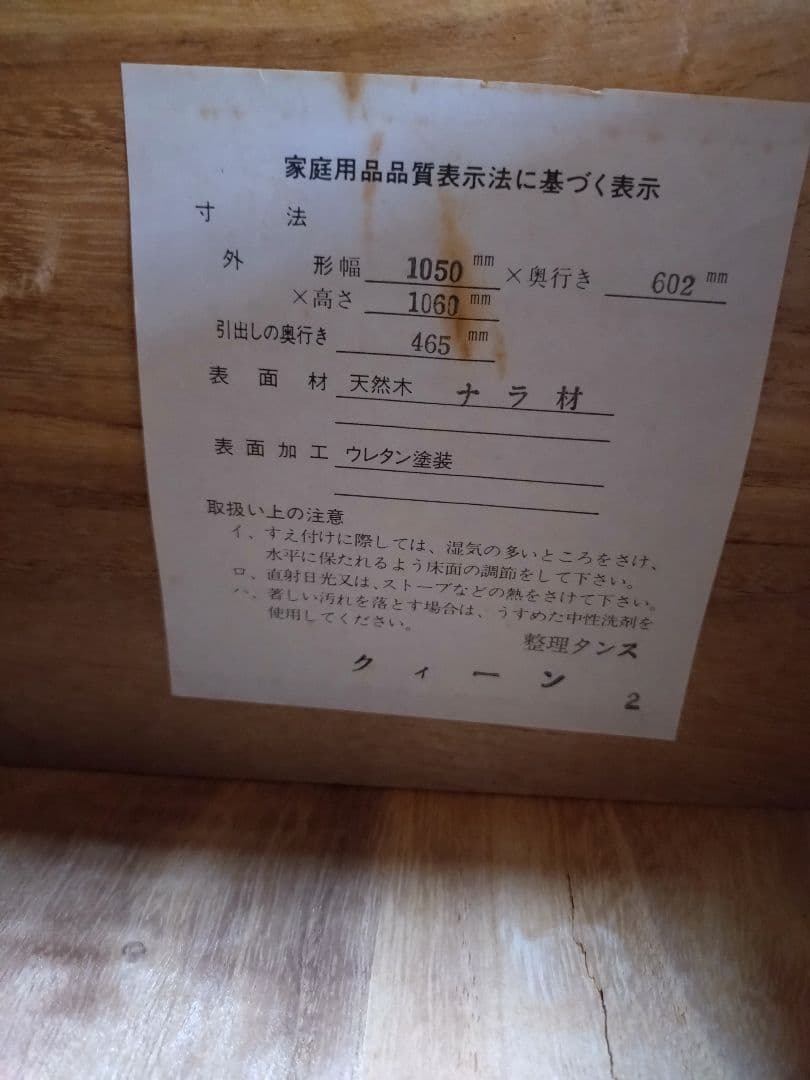 家庭用品品質表示法に基づく表示
寸法
外形幅 1050 mm ×奥行き 602 mm
×高さ 1060 mm
引出しの奥行き 465 mm
表面材 天然木 ナラ材
表面加工 ウレタン塗装
取扱い上の注意
イ、すえ付けに際しては、湿気の多いところをさけ、
水平に保たれるよう床面の調節をして下さい。
ロ、直射日光又は、ストーブなどの熱をさけて下さい。
ハ、著しい汚れを落とす場合は、うすめた中性洗剤を
使用してください。
整理タンス
クィーン
2